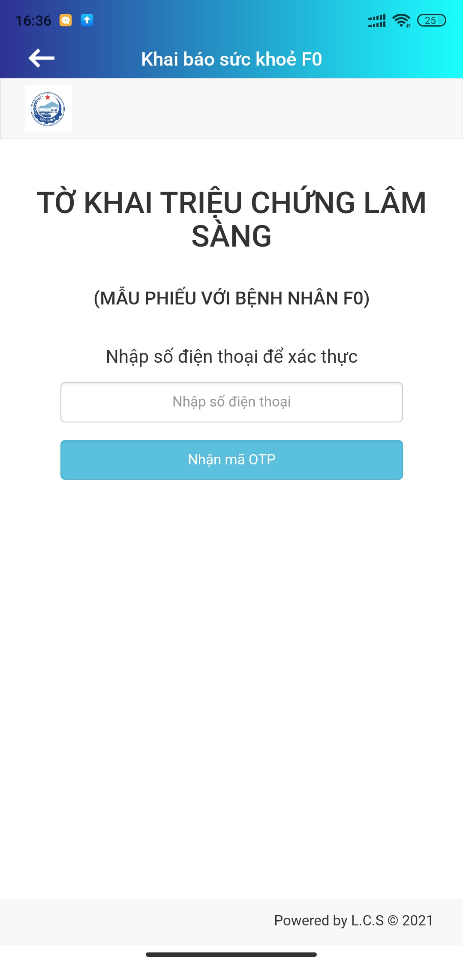 16:36
25
Khai báo sức khoẻ F0
TỜ KHAI TRIỆU CHỨNG LÂM
SÀNG
(MẪU PHIẾU VỚI BỆNH NHÂN F0)
Nhập số điện thoại để xác thực
Nhập số điện thoại
Nhận mã OTP
Powered by L.C.S © 2021